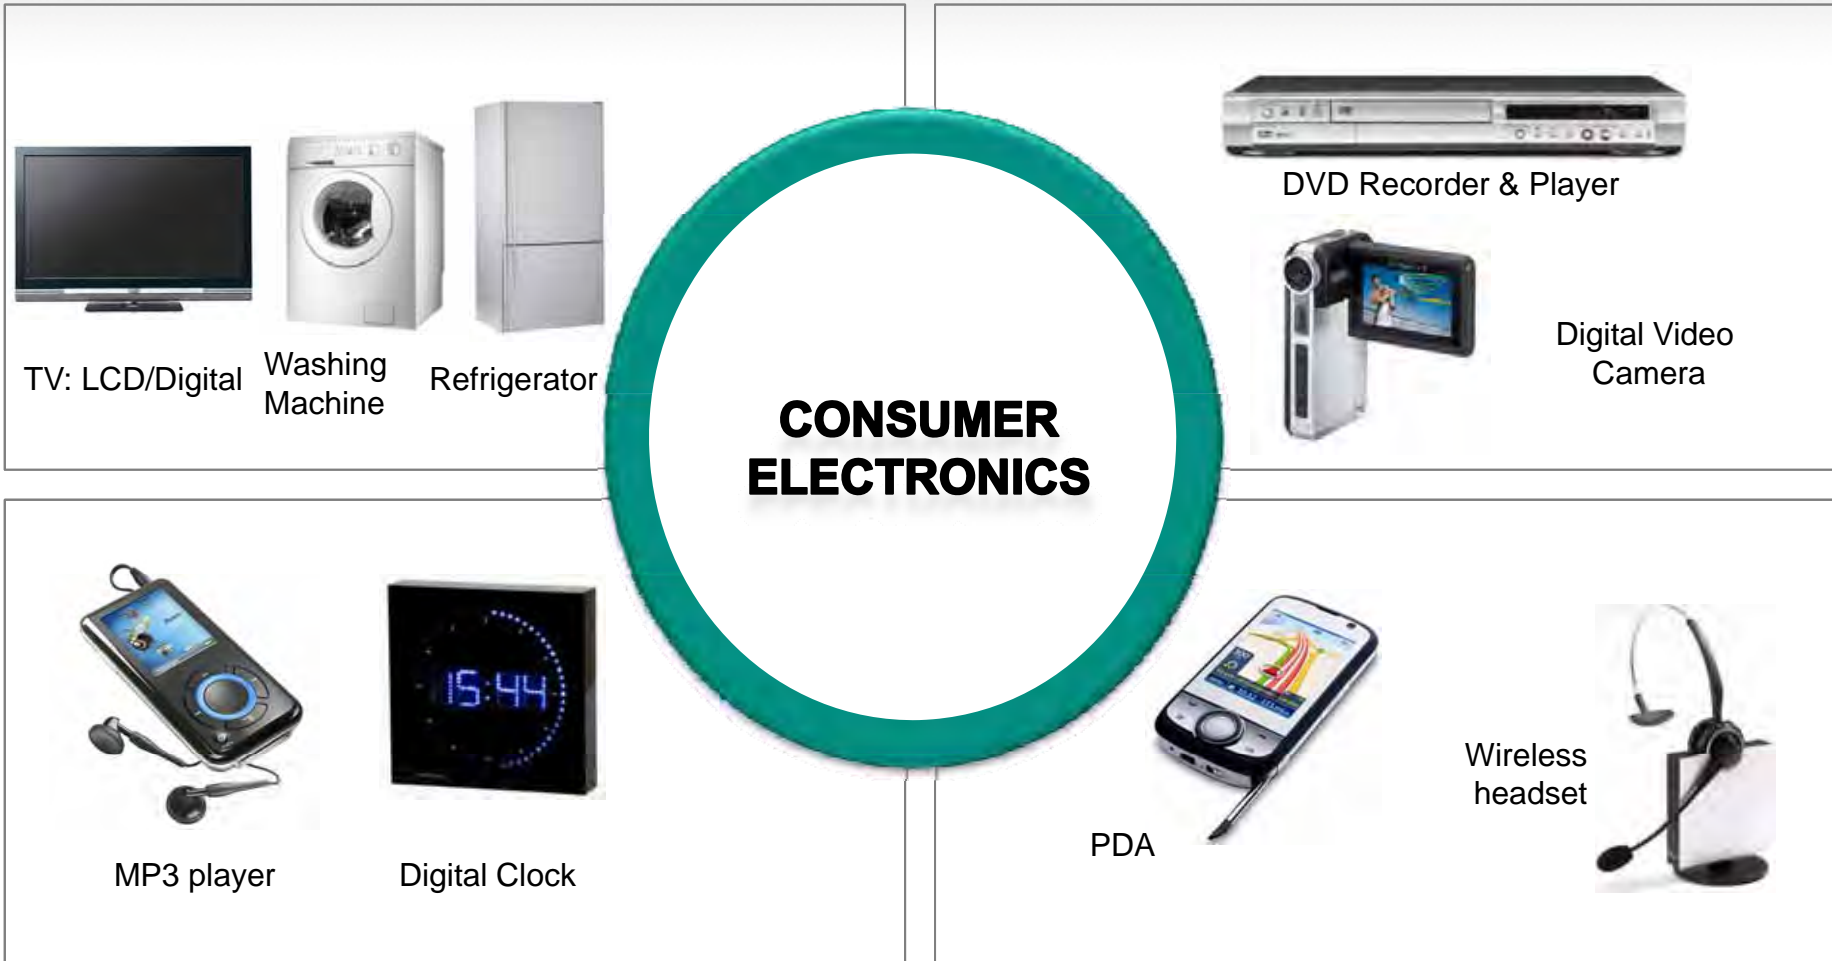 TV: LCD/Digital
Washing
Machine
Refrigerator
DVD Recorder & Player
Digital Video
Camera
CONSUMER
ELECTRONICS
15:44
MP3 player
Digital Clock
PDA
Wireless
headset